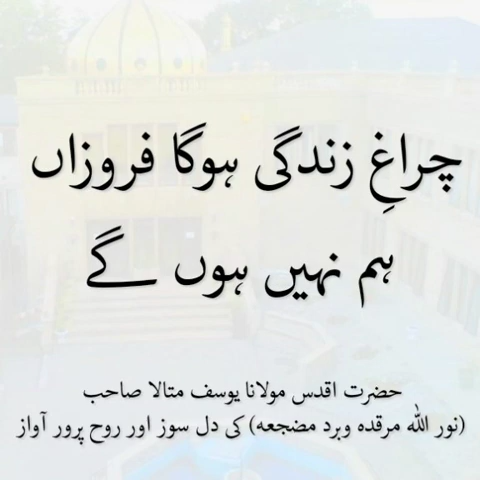 چراغِ زندگی ہوگا فروزاں
ہم نہیں ہوں گے
حضرت اقدس مولانا یوسف متالا صاحب
(نور اللہ مرقدہ وبرد مضجعہ) کی دل سوز اور روح پرور آواز